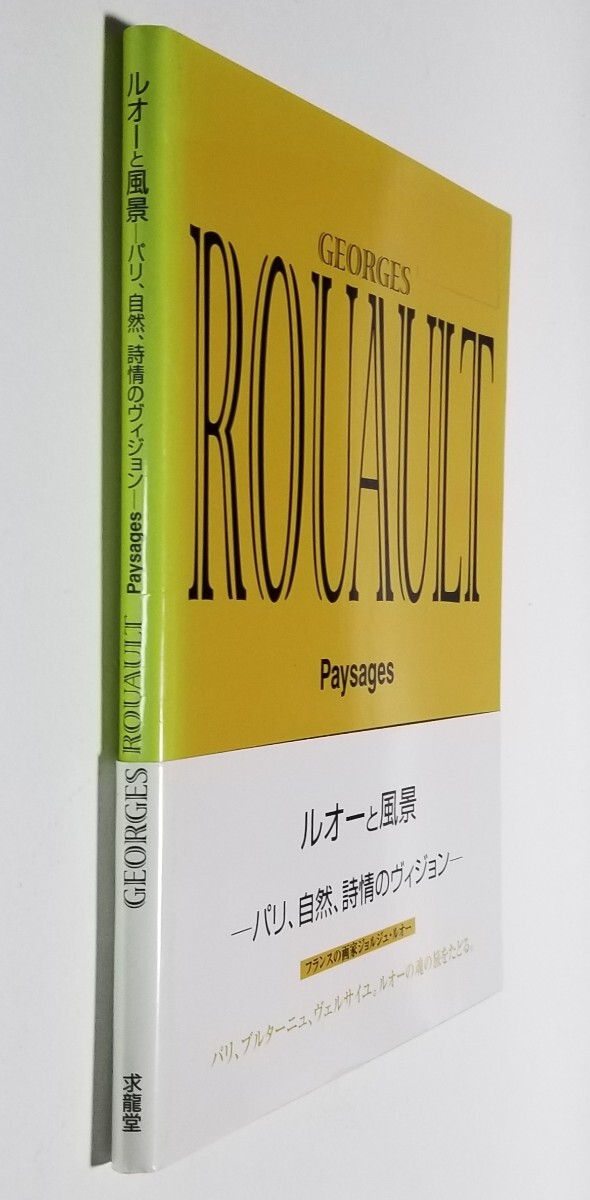 ルオーと風景―パリ、自然、詩情のヴィジョン― Paysages
GEORGES ROUAULT
求龍堂
GEORGES
ROUAULT
Paysages
ルオーと風景
―パリ、自然、詩情のヴィジョン―
フランスの画家ジョルジュ・ルオー
パリ、ブルターニュ、ヴェルサイユ。ルオーの魂の旅をたどる。